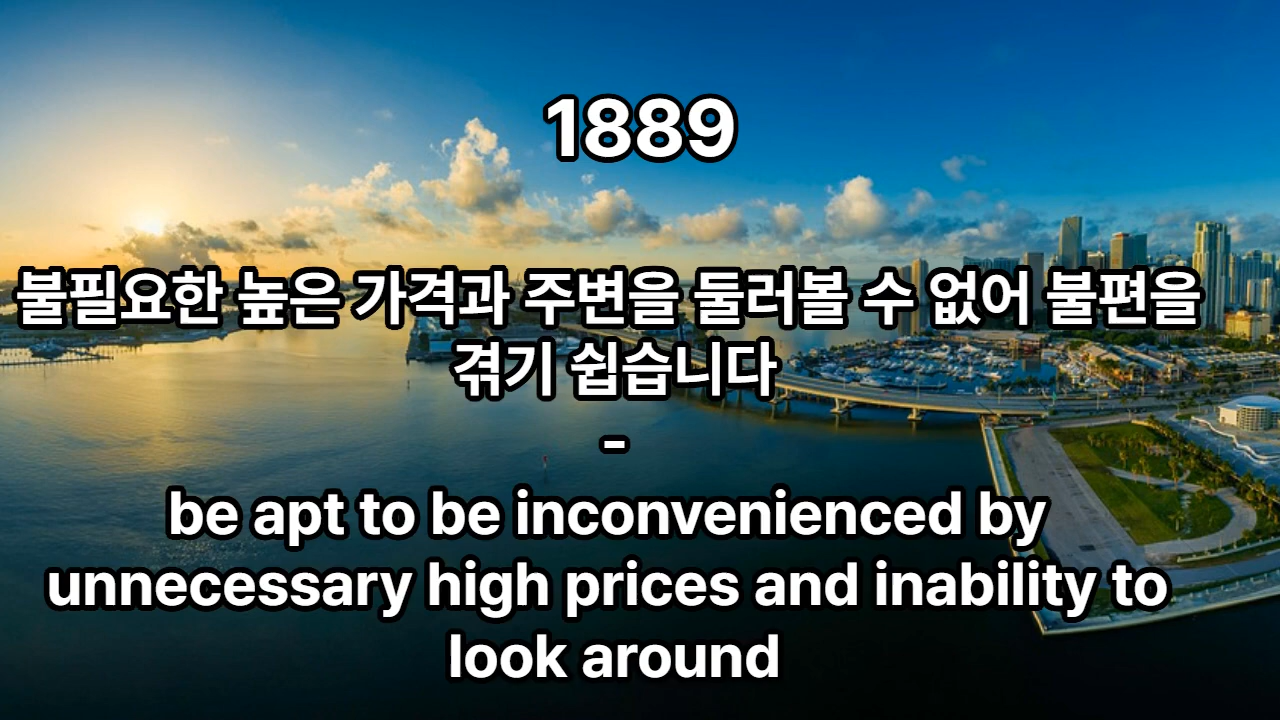 1889
불필요한 높은 가격과 주변을 둘러볼 수 없어 불편을
겪기 쉽습니다
-
be apt to be inconvenienced by
unnecessary high prices and inability to
look around